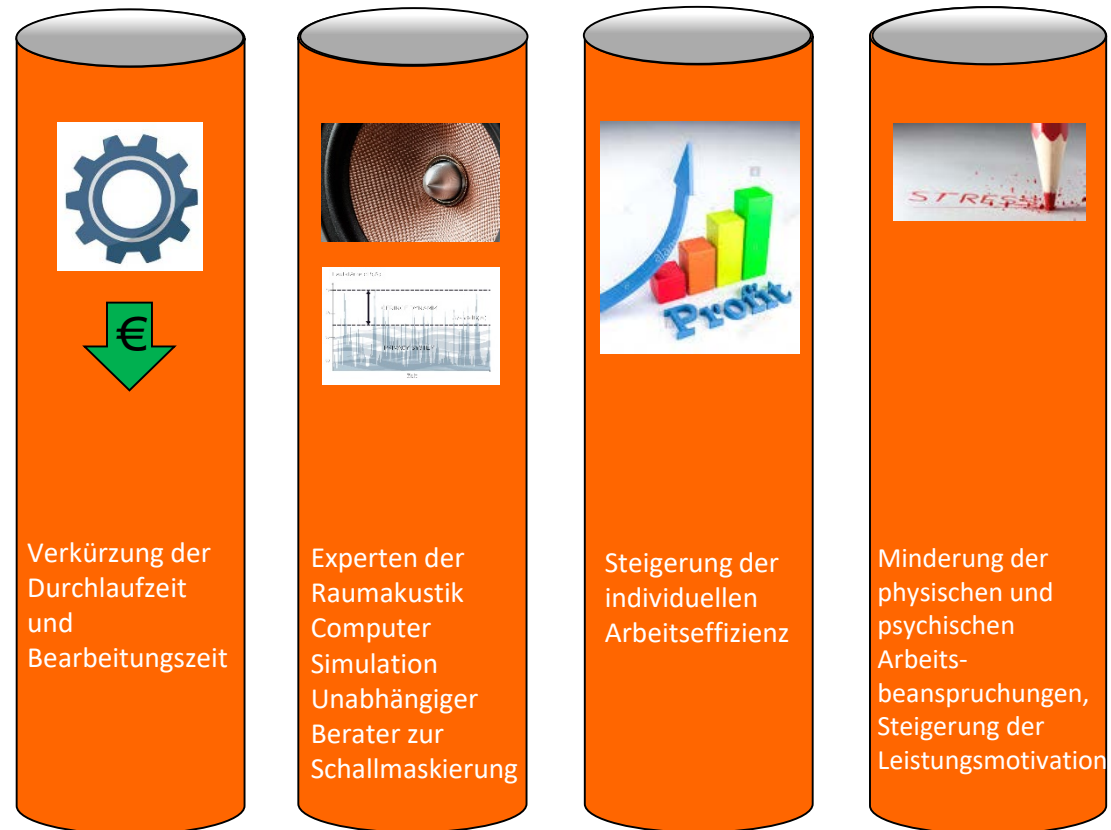 €
Verkürzung der
Durchlaufzeit
und
Bearbeitungszeit
Experten der
Raumakustik
Computer
Simulation
Unabhängiger
Berater zur
Schallmaskierung
Profit
Steigerung der
individuellen
Arbeitseffizienz
STRESS
Minderung der
physischen und
psychischen
Arbeits-
beanspruchungen,
Steigerung der
Leistungsmotivation